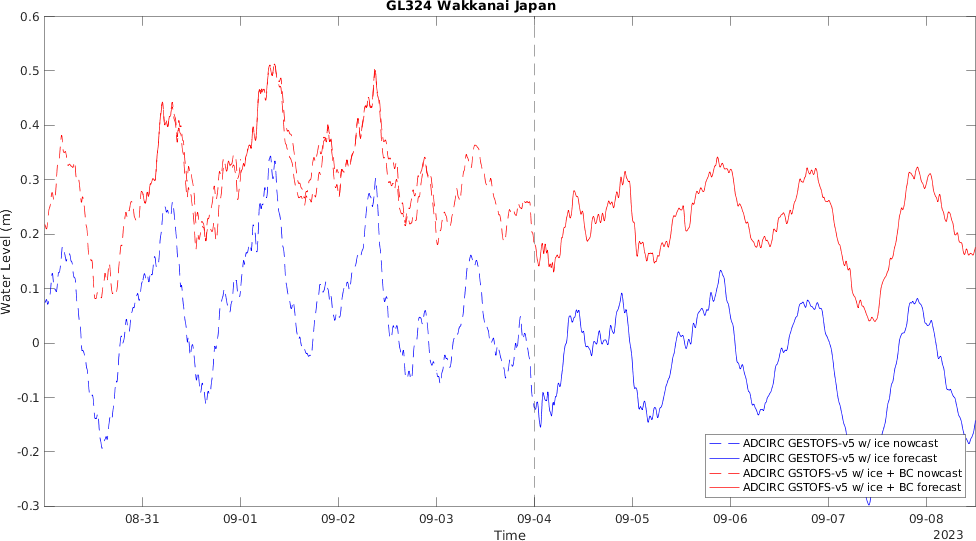 GL324 Wakkanai Japan
0.6
0.5
0.4
0.3
0.2
0.1
0
-0.1
-0.2
-0.3
Water Level (m)
ADCIRC GESTOFS-v5 w/ ice nowcast
ADCIRC GESTOFS-v5 w/ ice forecast
ADCIRC GSTOFS-v5 w/ ice + BC nowcast
ADCIRC GSTOFS-v5 w/ ice + BC forecast
08-31 09-01 09-02 09-03 09-04 09-05 09-06 09-07 09-08
Time
2023